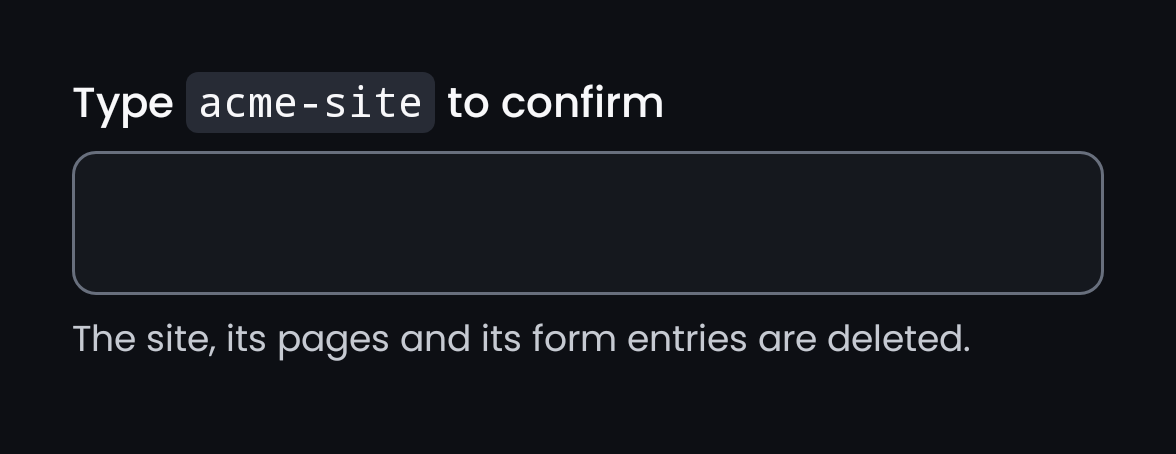 Type acme-site to confirm
The site, its pages and its form entries are deleted.